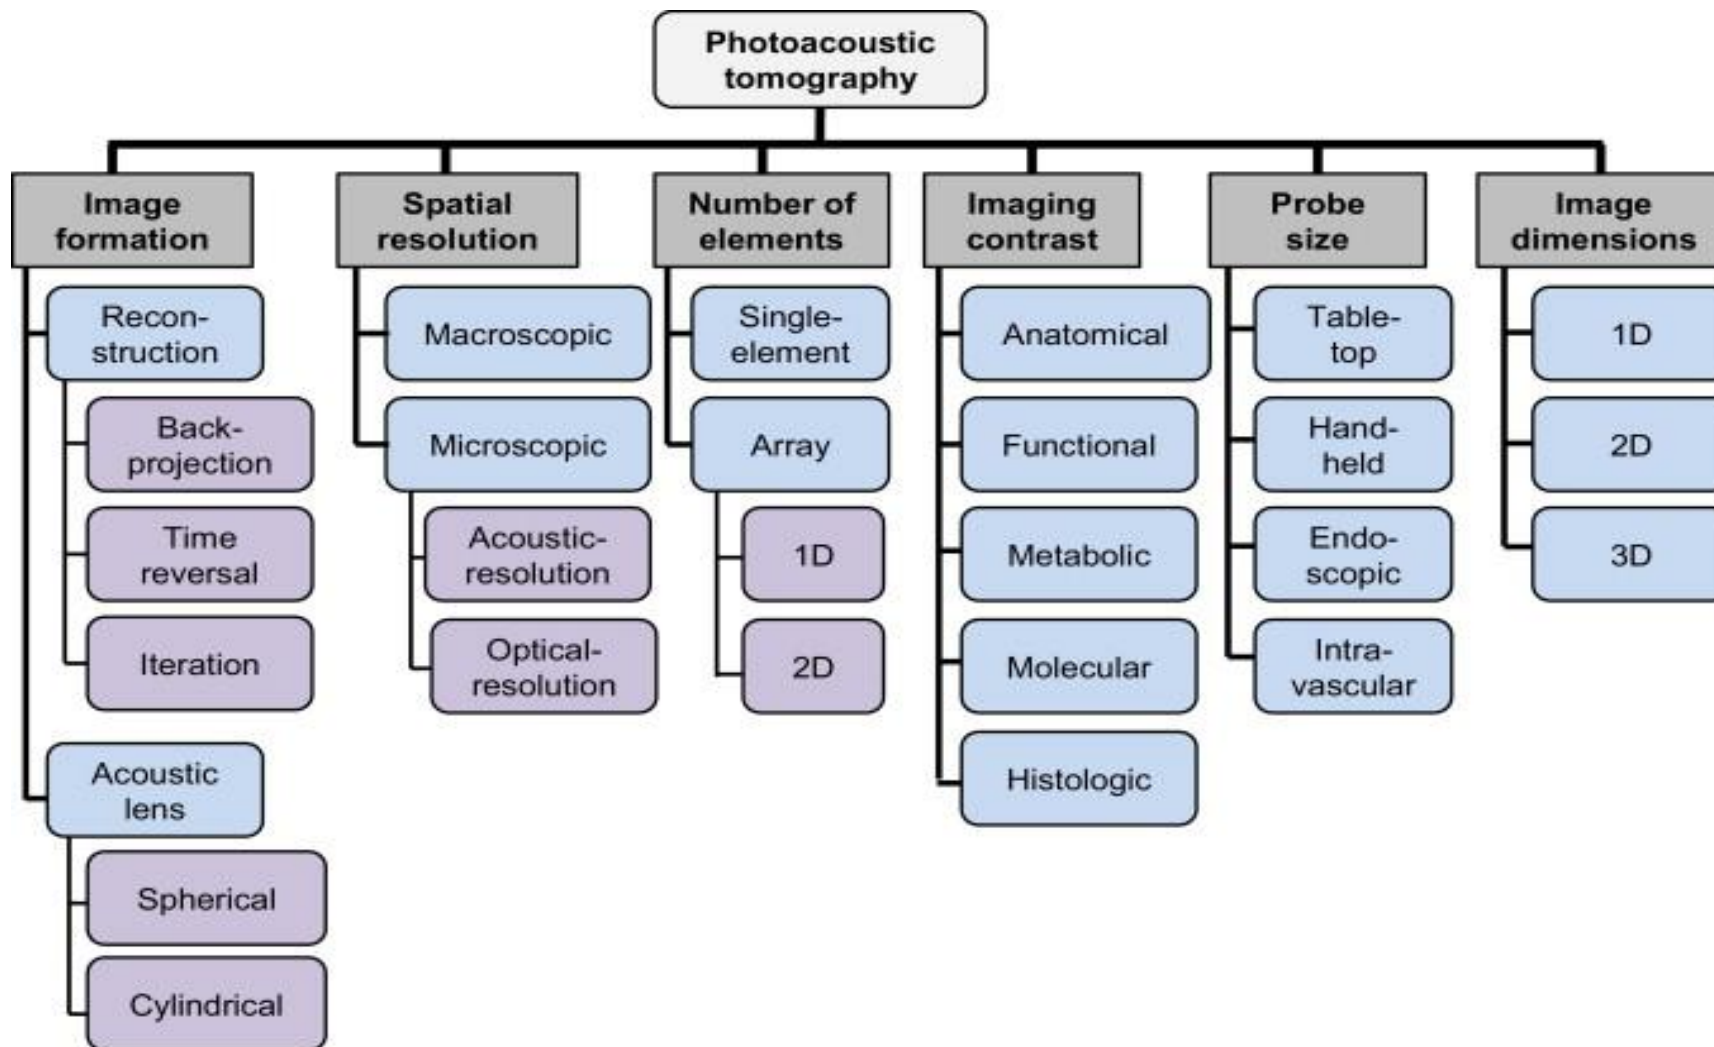 Photoacoustic
tomography
Image
formation
Recon-
struction
Back-
projection
Time
reversal
Iteration
Acoustic
lens
Spherical
Cylindrical
Spatial
resolution
Macroscopic
Microscopic
Acoustic-
resolution
Optical-
resolution
Number of
elements
Single-
element
Array
1D
2D
Imaging
contrast
Anatomical
Functional
Metabolic
Molecular
Histologic
Probe
size
Table-
top
Hand-
held
Endo-
scopic
Intra-
vascular
Image
dimensions
1D
2D
3D